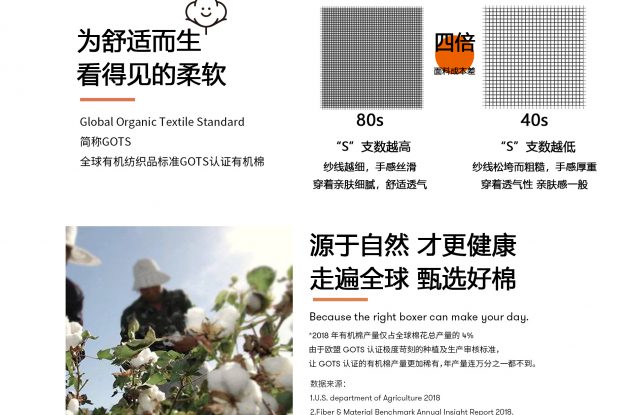 为舒适而生
看得见的柔软
Global Organic Textile Standard
简称GOTS
全球有机纺织品标准GOTS认证有机棉
四倍
面料成本差
80s
“S”支数越高
纱线越细，手感丝滑
穿着亲肤细腻，舒适透气
40s
“S”支数越低
纱线松垮而粗糙，手感厚重
穿着透气性 亲肤感一般
源于自然 才更健康
走遍全球 甄选好棉
Because the right boxer can make your day.
*2018 年有机棉产量仅占全球棉花总产量的 4%
由于欧盟 GOTS 认证极度苛刻的种植及生产审核标准，
让 GOTS 认证的有机棉产量更加稀有，年产量连万分之一都不到。
数据来源：
1.U.S. department of Agriculture 2018
2.Fiber & Material Benchmark Annual Insight Report 2018.